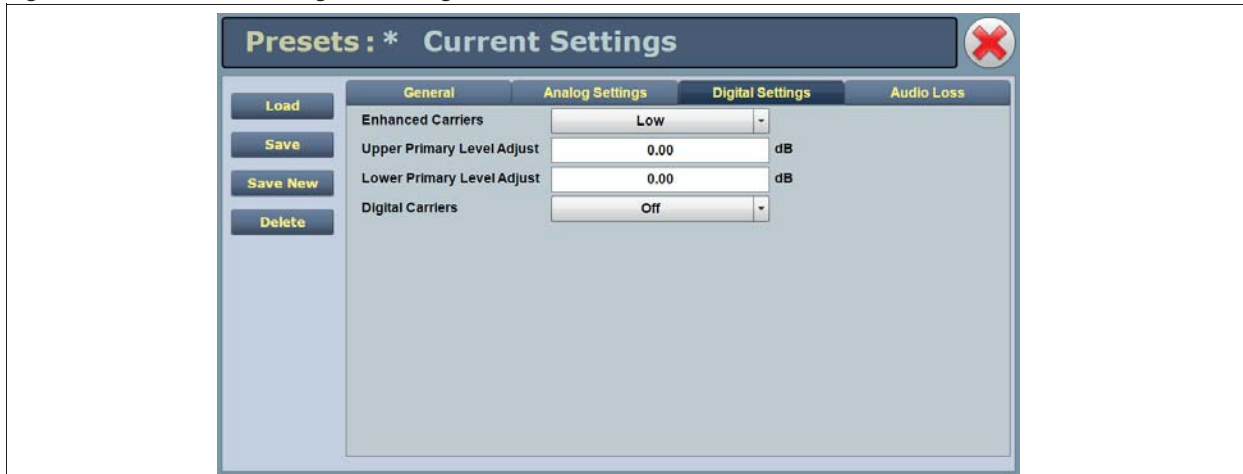 Presets:* Current Settings
Load
Save
Save New
Delete
General Analog Settings Digital Settings Audio Loss
Enhanced Carriers Low
Upper Primary Level Adjust 0.00 dB
Lower Primary Level Adjust 0.00 dB
Digital Carriers Off